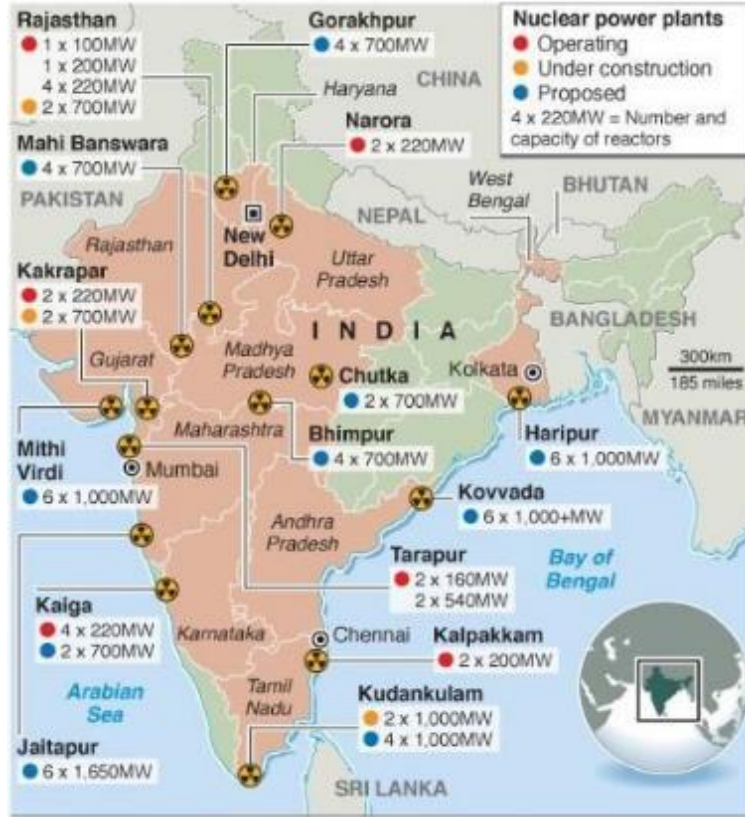 Rajasthan
1 x 100MW
1 x 200MW
4 x 220MW
2 x 700MW
Gorakhpur
4 x 700MW
Nuclear power plants
Operating
Under construction
Proposed
4 x 220MW = Number and
capacity of reactors
CHINA
Haryana
Narora
2 x 220MW
Mahi Banswara
4 x 700MW
PAKISTAN
West
Bengal
BHUTAN
NEPAL
New
Delhi
Rajasthan
Uttar
Pradesh
Kakrapar
2 x 220MW
2 x 700MW
INDIA
BANGLADESH
Gujarat
Madhya
Pradesh
Kolkata
300km
185 miles
Chutka
2 x 700MW
MYANMAR
Maharashtra
Bhimpur
4 x 700MW
Haripur
6 x 1,000MW
Mithi
Virdi
6 x 1,000MW
Mumbai
Kovvada
6 x 1,000+MW
Andhra
Pradesh
Tarapur
2 x 160MW
2 x 540MW
Bay of
Bengal
Kaiga
4 x 220MW
2 x 700MW
Karnataka
Chennai
Kalpakkam
2 x 200MW
Arabian
Sea
Tamil
Nadu
Kudankulam
2 x 1,000MW
4 x 1,000MW
Jaitapur
6 x 1,650MW
SRI LANKA